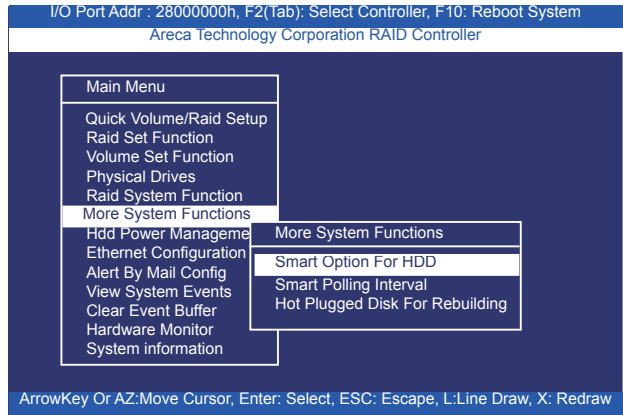 I/O Port Addr : 28000000h, F2(Tab): Select Controller, F10: Reboot System
Areca Technology Corporation RAID Controller
Main Menu
Quick Volume/Raid Setup
Raid Set Function
Volume Set Function
Physical Drives
Raid System Function
More System Functions
Hdd Power Manageme
Ethernet Configuration
Alert By Mail Config
View System Events
Clear Event Buffer
Hardware Monitor
System information
More System Functions
Smart Option For HDD
Smart Polling Interval
Hot Plugged Disk For Rebuilding
ArrowKey Or AZ:Move Cursor, Enter: Select, ESC: Escape, L:Line Draw, X: Redraw